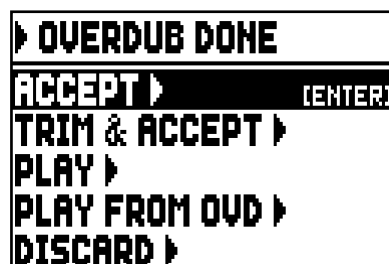 OVERDUB DONE
ACCEPT [ENTER]
TRIM & ACCEPT
PLAY
PLAY FROM OVD
DISCARD